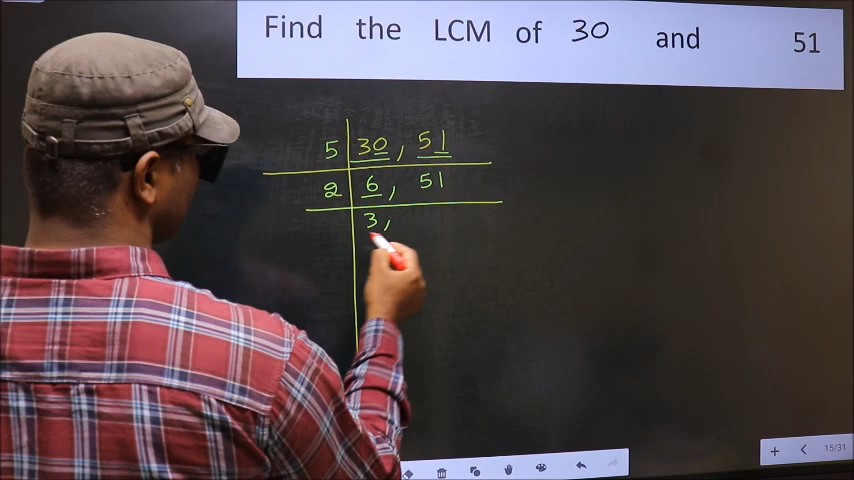 Find the LCM of 30 and 51
5 30, 51
2 6, 51
3,
15/31